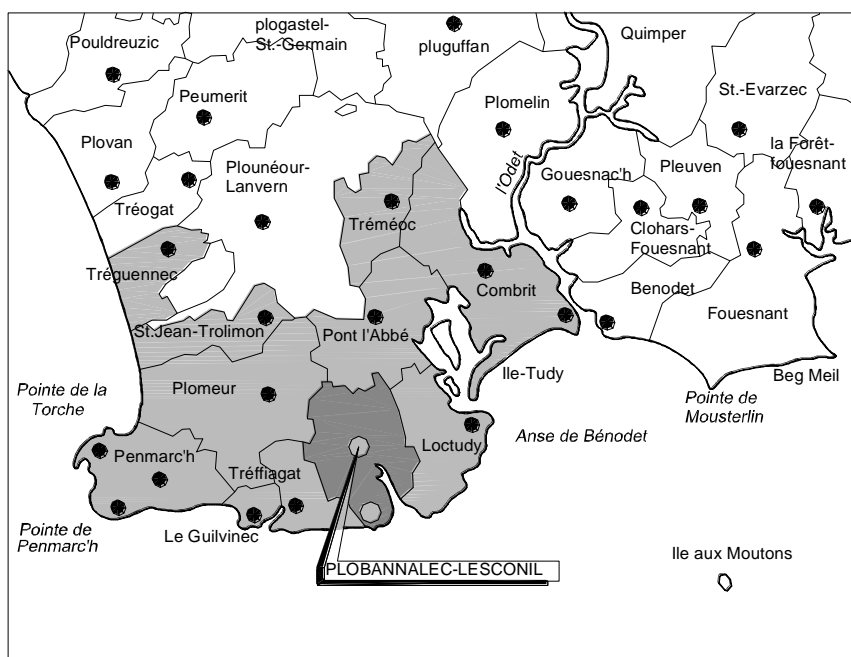 plogastel-
St.-Germain
Pouldreuzic
pluguffan
Quimper
Peumerit
Plomelin
St.-Evarzec
Plovan
Plounéour-
Lanvern
l'Odet
Gouesnac'h
Pleuven
la Forêt-
fouesnant
Tréogat
Tréméoc
Clohars-
Fouesnant
Tréguennec
Combrit
Benodet
Fouesnant
St.Jean-Trolimon
Pont l'Abbé
Ile-Tudy
Beg Meil
Pointe de la
Torche
Plomeur
Pointe de
Mousterlin
Anse de Bénodet
Loctudy
Penmarc'h
Tréffiagat
Pointe de
Penmarc'h
Le Guilvinec
Ile aux Moutons
PLOBANNALEC-LESCONIL